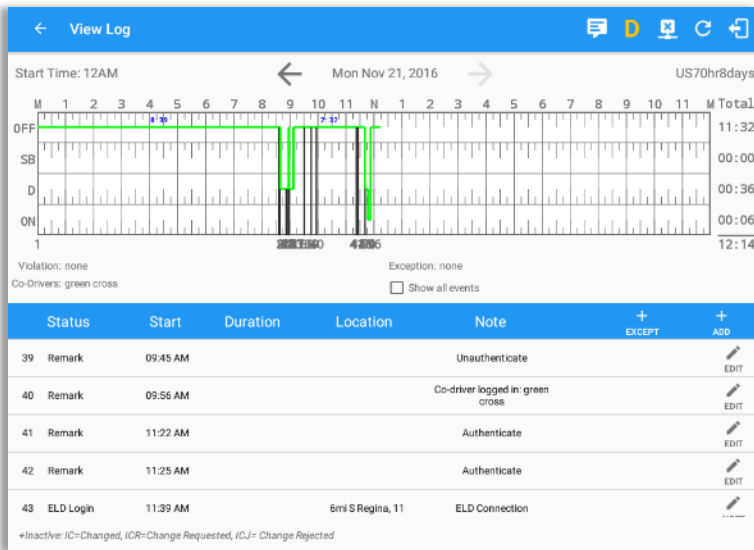 View Log
D
Start Time: 12AM
Mon Nov 21, 2016
US70hr8days
M 1 2 3 4 5 6 7 8 9 10 11 N 1 2 3 4 5 6 7 8 9 10 11 M Total
OFF 11:32
SB 00:00
D 00:36
ON 00:06
1 12:14
Violation: none
Exception: none
Co-Drivers: green cross
Show all events
Status Start Duration Location Note EXCEPT ADD
39 Remark 09:45 AM Unauthenticate EDIT
40 Remark 09:56 AM Co-driver logged in: green
cross
EDIT
41 Remark 11:22 AM Authenticate EDIT
42 Remark 11:25 AM Authenticate EDIT
43 ELD Login 11:39 AM 6mi S Regina, 11 ELD Connection
+Inactive: IC=Changed, ICR=Change Requested, ICJ= Change Rejected